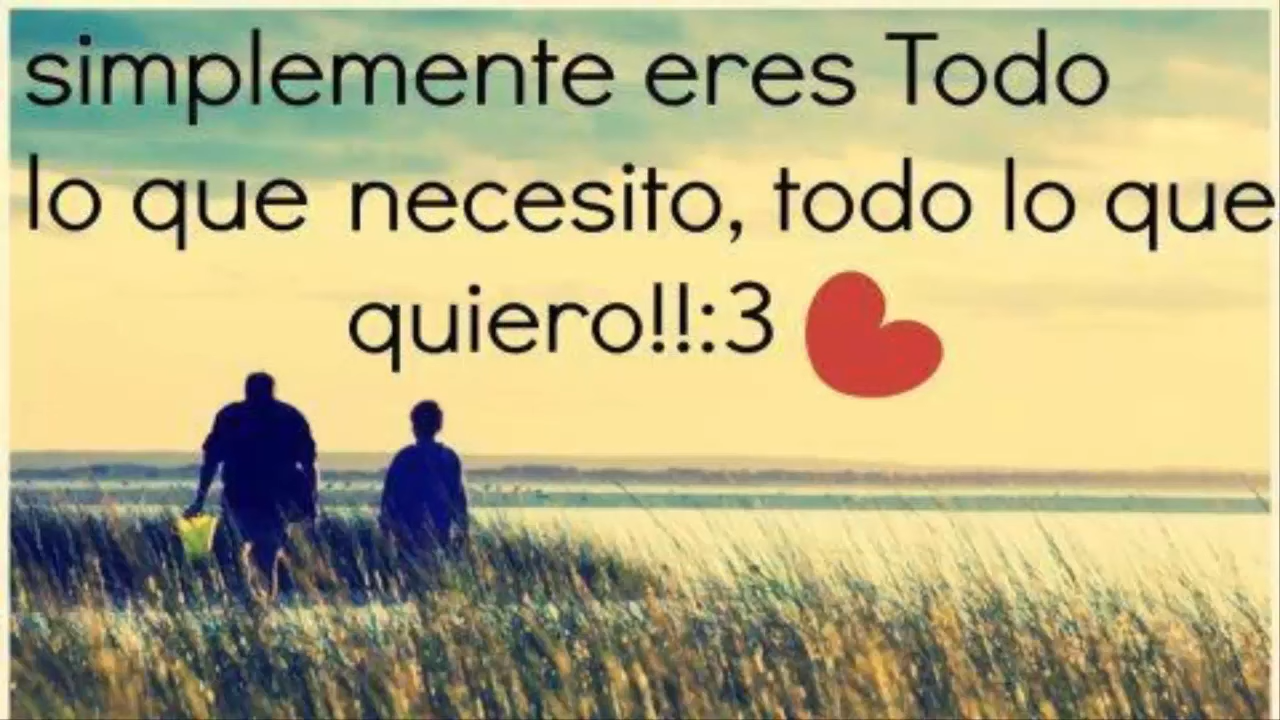 simplemente eres Todo
lo que necesito, todo lo que
quiero!!:3